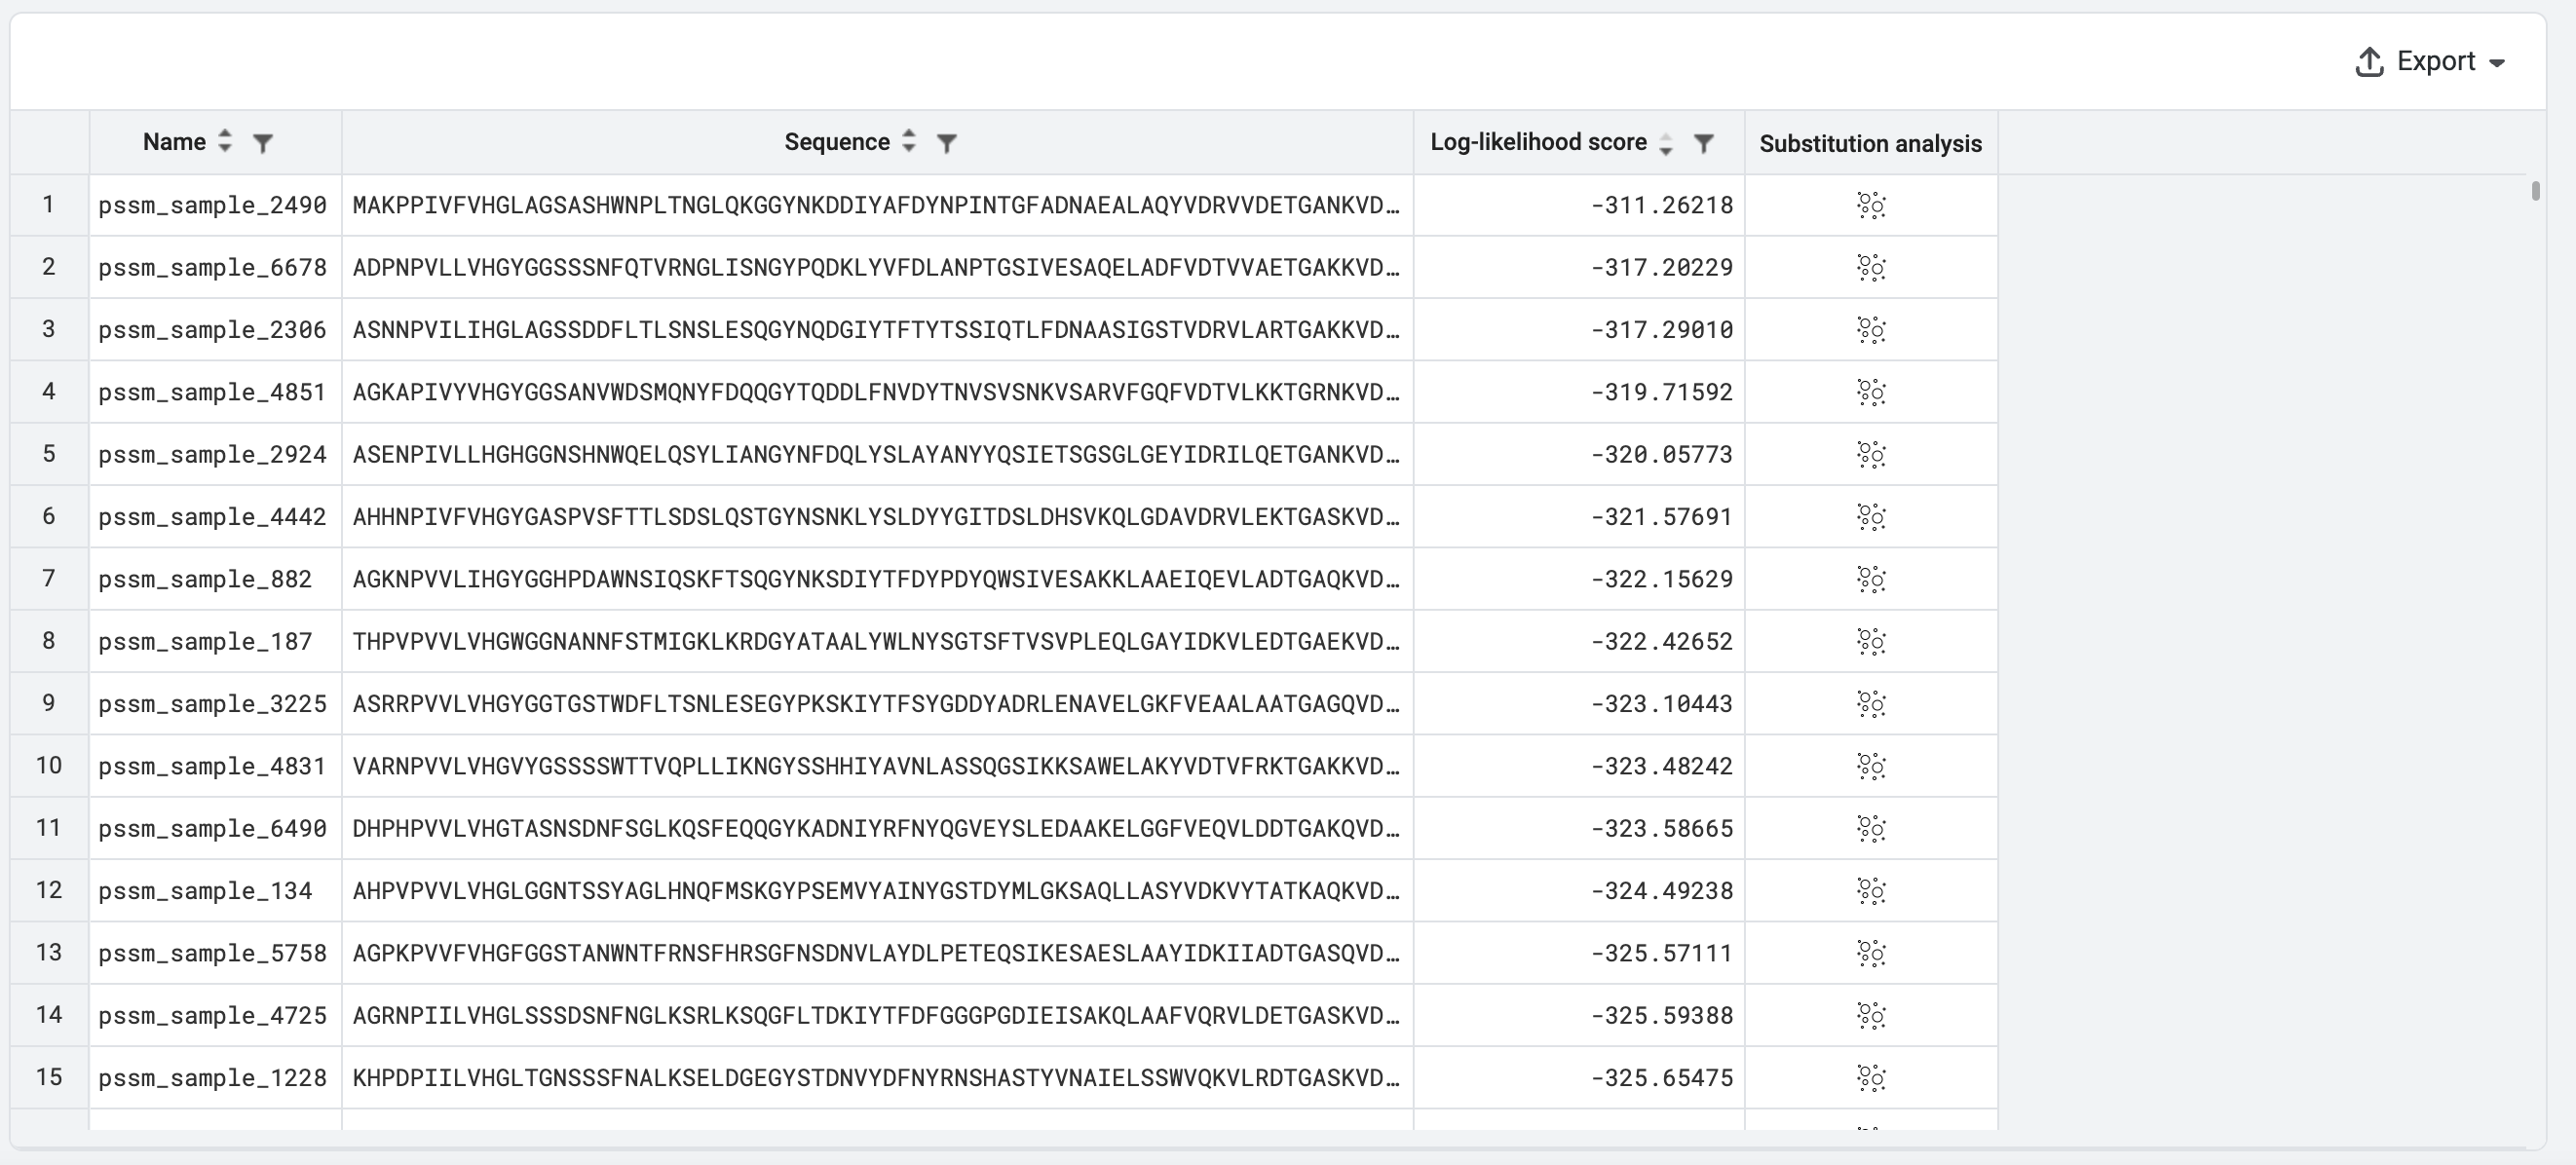 Export
Name Sequence Log-likelihood score Substitution analysis
1 pssm_sample_2490 MAKPPIVFVHGLAGSASHWNPLTNGLQKGGYNKDDIYAFDYNPINTGFADNAEALAQYVDRVVDETGANKVD… -311.26218
2 pssm_sample_6678 ADPNPVLLVHGYGGSSSNFQTVRNGLISNGYPQDKLYVFDLANPTGSIVESAQELADFVDTVVAETGAKKVD… -317.20229
3 pssm_sample_2306 ASNNPVILIHGLAGSSDDFLTLSNSLESQGYNQDGIYTFTYTSSIQTLFDNAASIGSTVDRVLARTGAKKVD… -317.29010
4 pssm_sample_4851 AGKAPIVYVHGYGGSANVWDSMQNYFDQQGYTQDDLFNVDYTNVSVSNKVSARVFGQFVDTVLKKTGRNKVD… -319.71592
5 pssm_sample_2924 ASENPIVLLHGHGGNSHNWQELQSYLIANGYNFDQLYSLAYANYYQSIETSGSGLGEYIDRILQETGANKVD… -320.05773
6 pssm_sample_4442 AHHNPIVFVHGYGASPVSFTTLSDSLQSTGYNSNKLYSLDYYGITDSLDHSVKQLGDAVDRVLEKTGASKVD… -321.57691
7 pssm_sample_882 AGKNPVVLIHGYGGHPDAWNSIQSKFTSQGYNKSDIYTFDYPDYQWSIVESAKKLAAEIQEVLADTGAQKVD… -322.15629
8 pssm_sample_187 THPVPVVLVHGWGGNANNFSTMIGKLKRDGYATAALYWLNYSGTSFTVSVPLEQLGAYIDKVLEDTGAEKVD… -322.42652
9 pssm_sample_3225 ASRRPVVLVHGYGGTGSTWDFLTSNLESEGYPKSKIYTFSYGDDYADRLENAVELGKFVEAALAATGAGQVD… -323.10443
10 pssm_sample_4831 VARNPVVLVHGVYGSSSSWTTVQPLLIKNGYSSHHIYAVNLASSQGSIKKSAWELAKYVDTVFRKTGAKKVD… -323.48242
11 pssm_sample_6490 DHPHPVVLVHGTASNSDNFSGLKQSFEQQGYKADNIYRFNYQGVEYSLEDAAKELGGFVEQVLDDTGAKQVD… -323.58665
12 pssm_sample_134 AHPVPVVLVHGLGGNTSSYAGLHNQFMSKGYPSEMVYAINYGSTDYMLGKSAQLLASYVDKVYTATKAQKVD… -324.49238
13 pssm_sample_5758 AGPKPVVFVHGFGGSTANWNTFRNSFHRSGFNSDNVLAYDLPETEQSIKESAESLAAYIDKIIADTGASQVD… -325.57111
14 pssm_sample_4725 AGRNPIILVHGLSSSDSNFNGLKSRLKSQGFLTDKIYTFDFGGGPGDIEISAKQLAAFVQRVLDETGASKVD… -325.59388
15 pssm_sample_1228 KHPDPIILVHGLTGNSSSFNALKSELDGEGYSTDNVYDFNYRNSHASTYVNAIELSSWVQKVLRDTGASKVD… -325.65475